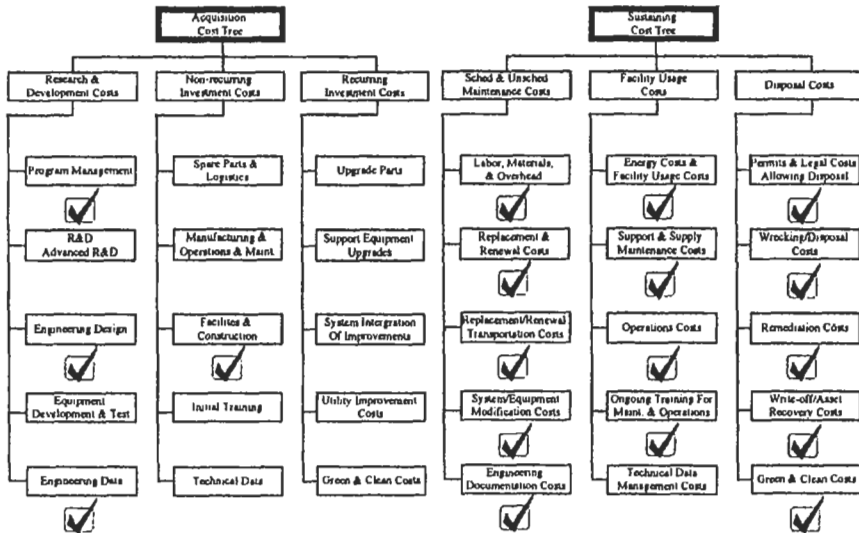 Acquisition
Cost Tree
Sustaining
Cost Tree
Research &
Development Costs
Non-recurring
Investment Costs
Recurring
Investment Costs
Sched & Unsched
Maintenance Costs
Facility Usage
Costs
Disposal Costs
Program Management
Spare Parts &
Logistics
Upgrade Parts
Labor, Materials,
& Overhead
Energy Costs &
Facility Usage Costs
Permits & Legal Costs
Allowing Disposal
R&D
Advanced R&D
Manufacturing &
Operations & Maint.
Support Equipment
Upgrades
Replacement &
Renewal Costs
Support & Supply
Maintenance Costs
Wrecking/Disposal
Costs
Engineering Design
Facilities &
Construction
System Intergration
Of Improvements
Replacement/Renewal
Transportation Costs
Operations Costs
Remediation Costs
Equipment
Development & Test
Initial Training
Utility Improvement
Costs
System/Equipment
Modification Costs
Ongoing Training For
Maint. & Operations
Write-off/Asset
Recovery Costs
Engineering Data
Technical Data
Green & Clean Costs
Engineering
Documentation Costs
Technical Data
Management Costs
Green & Clean Costs